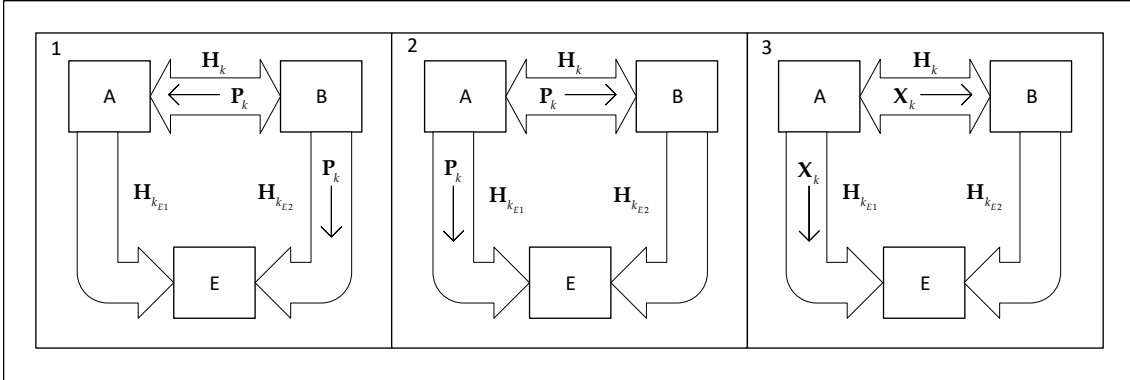 1
H_k
A
P_k
B
P_k
H_{k_{E1}}
H_{k_{E2}}
E
2
H_k
A
P_k
B
P_k
H_{k_{E1}}
H_{k_{E2}}
E
3
H_k
A
X_k
B
X_k
H_{k_{E1}}
H_{k_{E2}}
E